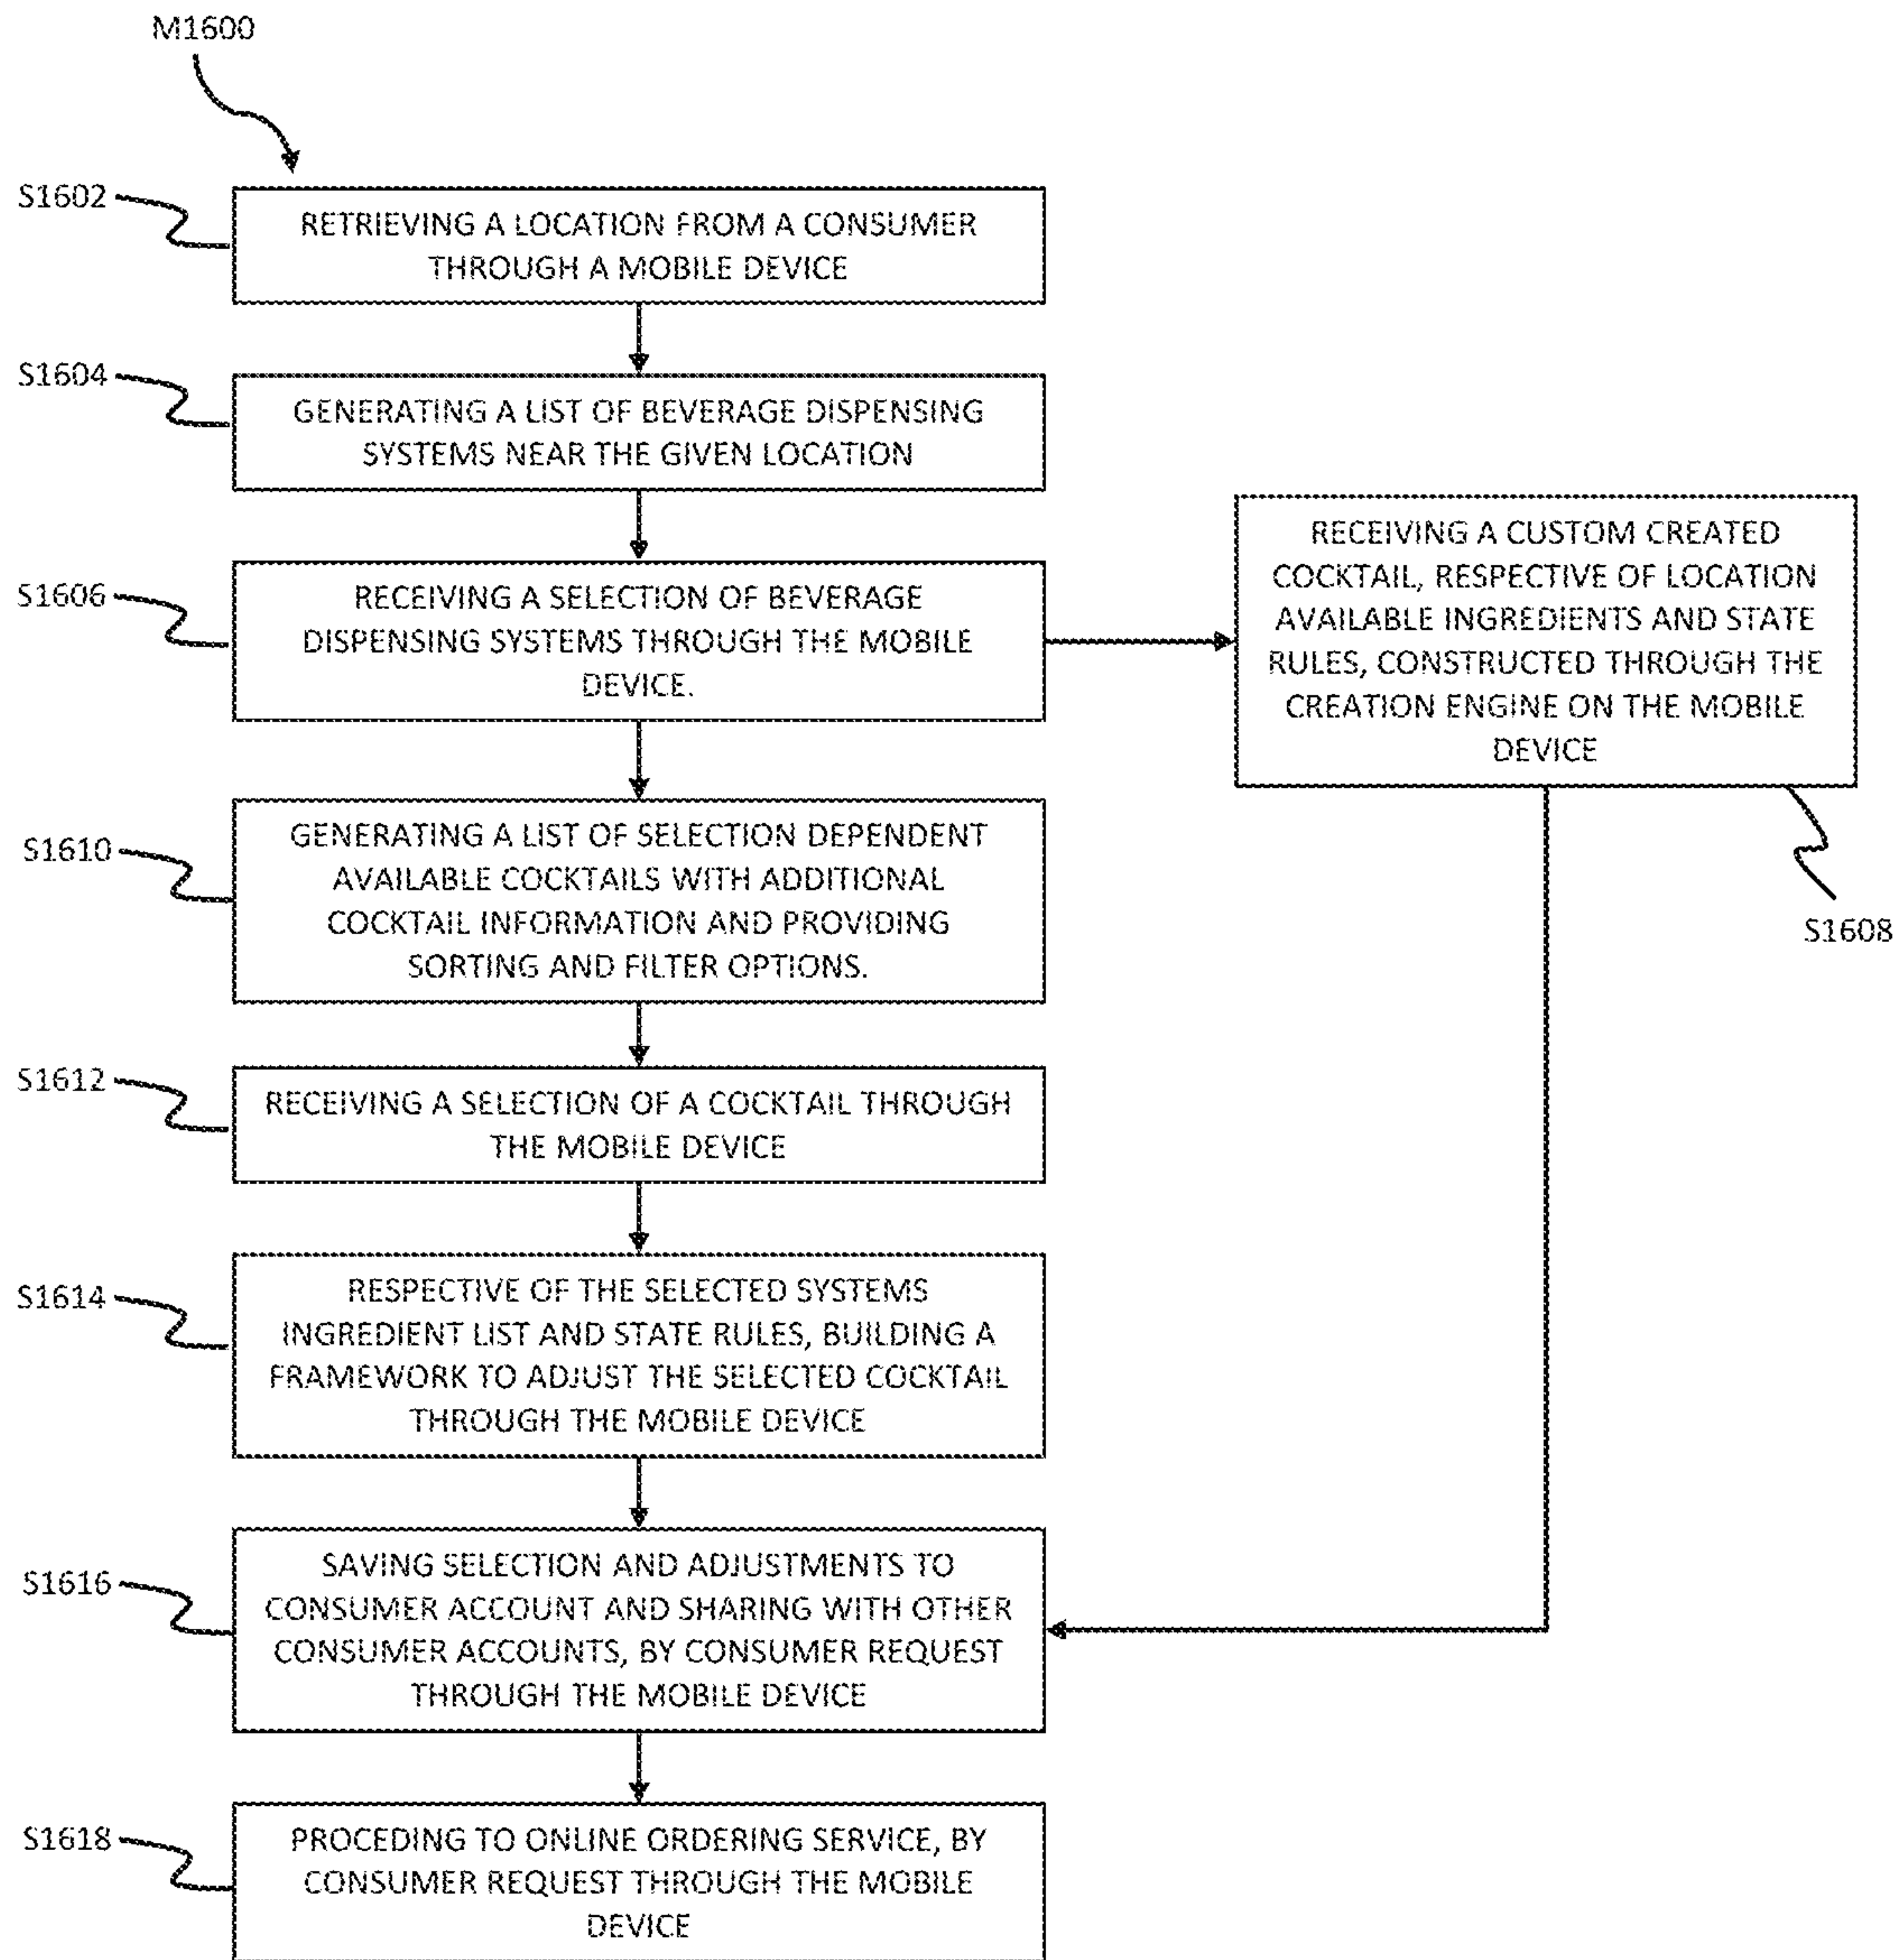 M1600
S1602
RETRIEVING A LOCATION FROM A CONSUMER
THROUGH A MOBILE DEVICE
S1604
GENERATING A LIST OF BEVERAGE DISPENSING
SYSTEMS NEAR THE GIVEN LOCATION
S1606
RECEIVING A SELECTION OF BEVERAGE
DISPENSING SYSTEMS THROUGH THE MOBILE
DEVICE.
RECEIVING A CUSTOM CREATED
COCKTAIL, RESPECTIVE OF LOCATION
AVAILABLE INGREDIENTS AND STATE
RULES, CONSTRUCTED THROUGH THE
CREATION ENGINE ON THE MOBILE
DEVICE
S1608
S1610
GENERATING A LIST OF SELECTION DEPENDENT
AVAILABLE COCKTAILS WITH ADDITIONAL
COCKTAIL INFORMATION AND PROVIDING
SORTING AND FILTER OPTIONS.
S1612
RECEIVING A SELECTION OF A COCKTAIL THROUGH
THE MOBILE DEVICE
S1614
RESPECTIVE OF THE SELECTED SYSTEMS
INGREDIENT LIST AND STATE RULES, BUILDING A
FRAMEWORK TO ADJUST THE SELECTED COCKTAIL
THROUGH THE MOBILE DEVICE
S1616
SAVING SELECTION AND ADJUSTMENTS TO
CONSUMER ACCOUNT AND SHARING WITH OTHER
CONSUMER ACCOUNTS, BY CONSUMER REQUEST
THROUGH THE MOBILE DEVICE
S1618
PROCEDING TO ONLINE ORDERING SERVICE, BY
CONSUMER REQUEST THROUGH THE MOBILE
DEVICE